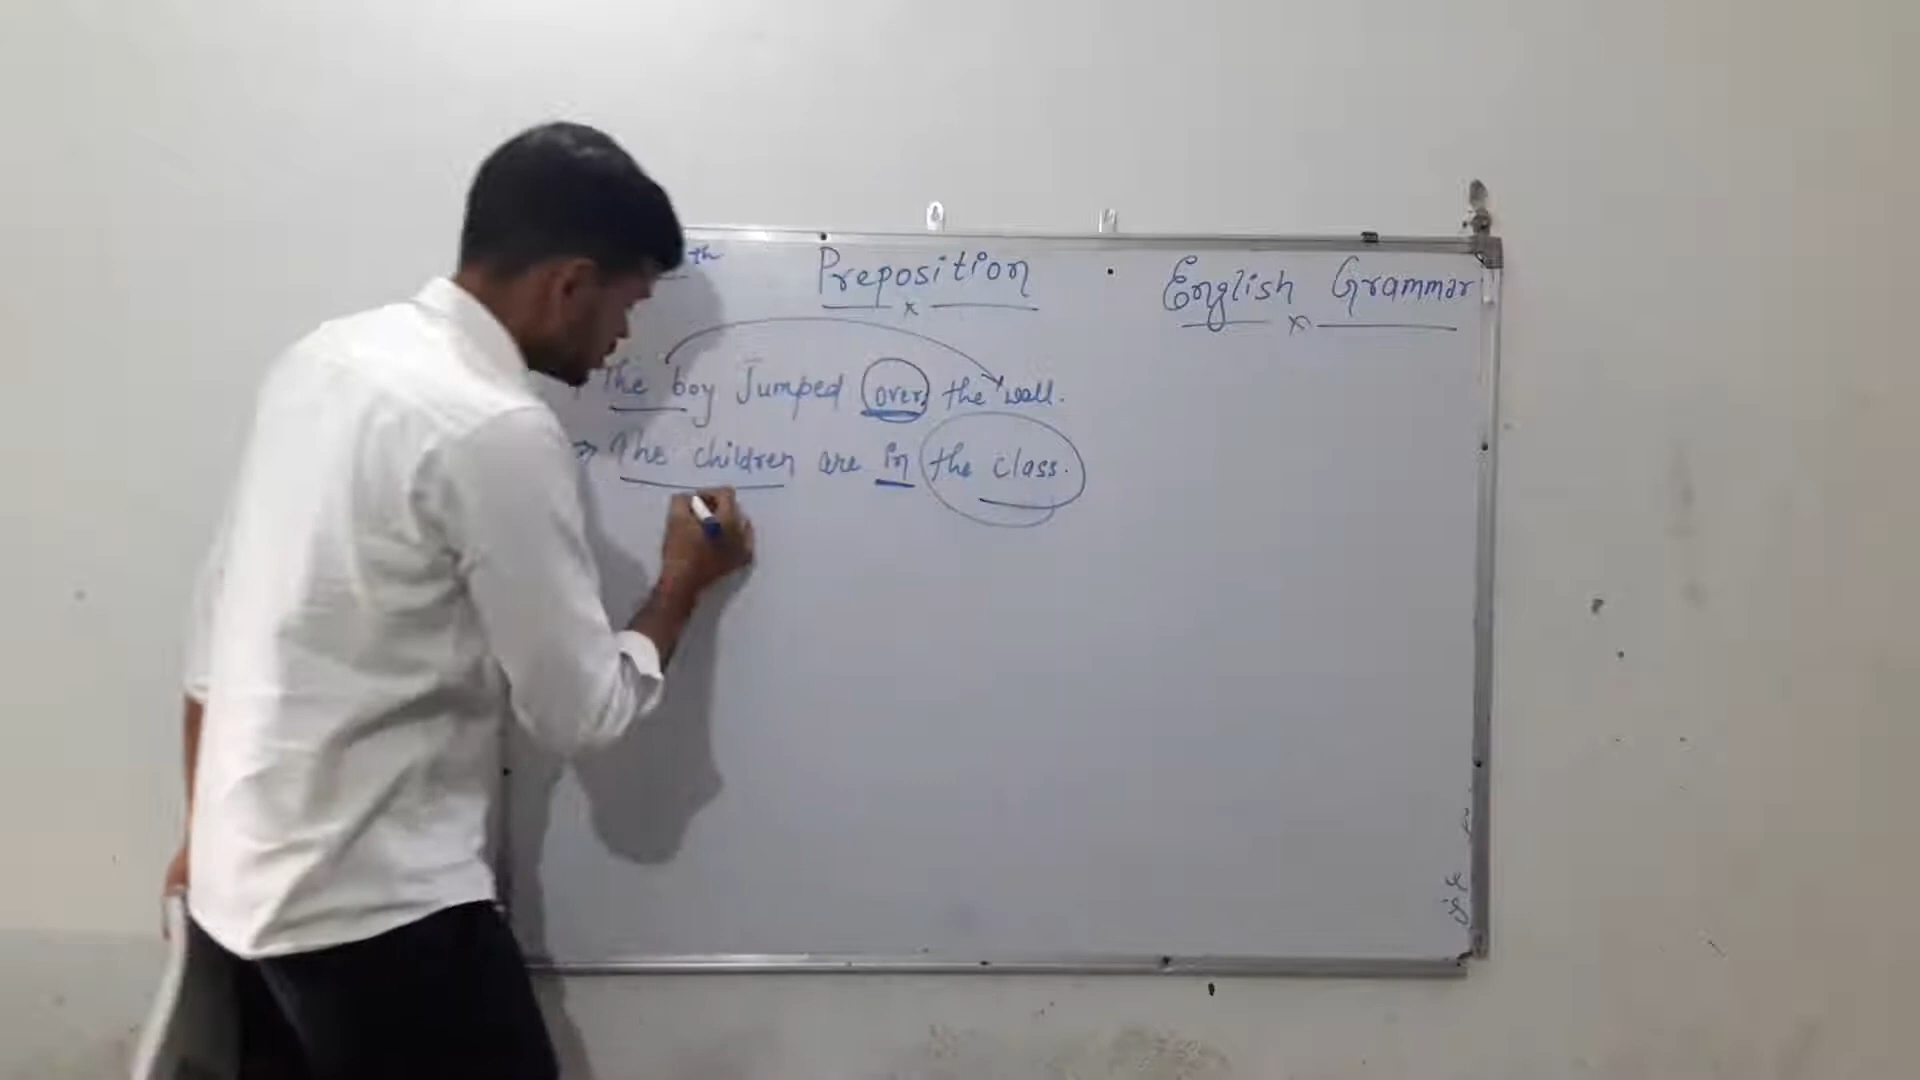 th Preposition English Grammar
The boy Jumped over the wall.
⇒ The children are in the class.